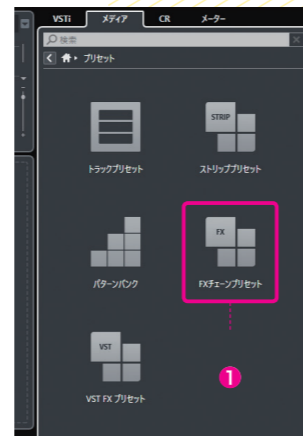 VSTi メディア CR メーター
検索
プリセット
STRIP
トラックプリセット ストリッププリセット
FX
パターンバンク FXチェーンプリセット
VST
1
VST FX プリセット